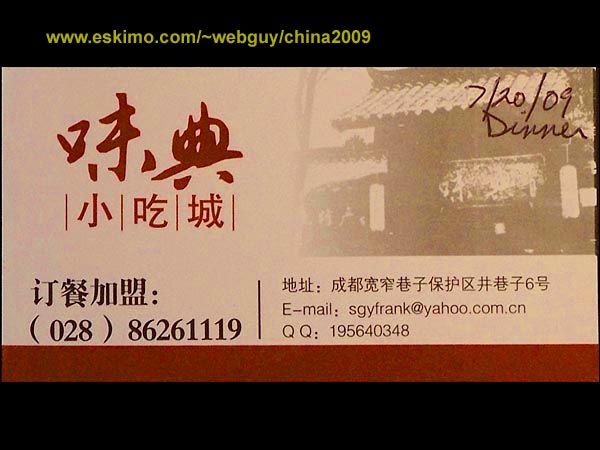 www.eskimo.com/~webguy/china2009
7/20/09
Dinner
味典
小吃城
订餐加盟：
（028）86261119
地址：成都宽窄巷子保护区井巷子6号
E-mail：sgyfrank@yahoo.com.cn
QQ：195640348